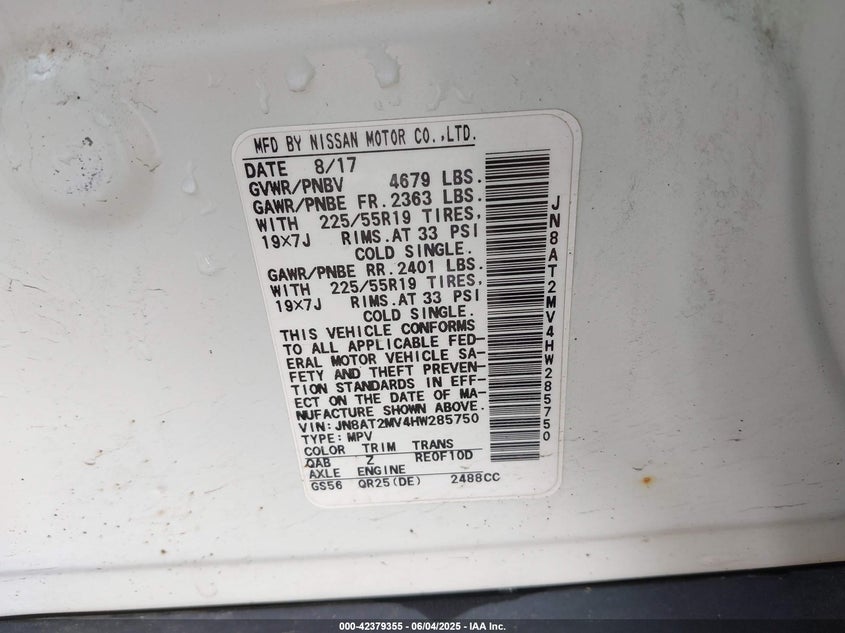 MFD BY NISSAN MOTOR CO.,LTD.
DATE 8/17
GVWR/PNBV 4679 LBS.
GAWR/PNBE FR. 2363 LBS.
WITH 225/55R19 TIRES,
19×7J RIMS.AT 33 PSI
COLD SINGLE.
GAWR/PNBE RR. 2401 LBS.
WITH 225/55R19 TIRES,
19×7J RIMS.AT 33 PSI
COLD SINGLE.
THIS VEHICLE CONFORMS
TO ALL APPLICABLE FED-
ERAL MOTOR VEHICLE SA-
FETY AND THEFT PREVEN-
TION STANDARDS IN EFF-
ECT ON THE DATE OF MA-
NUFACTURE SHOWN ABOVE.
VIN: JN8AT2MV4HW285750
TYPE: MPV
COLOR TRIM TRANS
QAB Z RE0F10D
AXLE ENGINE
GS56 QR25(DE) 2488CC
JN8AT2MV4HW285750
000-42379355 - 06/04/2025 - IAA Inc.